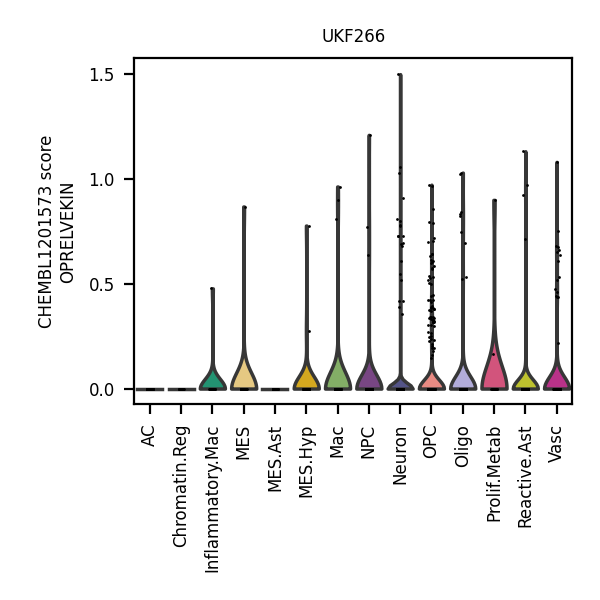 UKF266
CHEMBL1201573 score
OPRELVEKIN
1.5
1.0
0.5
0.0
AC
Chromatin.Reg
Inflammatory.Mac
MES
MES.Ast
MES.Hyp
Mac
NPC
Neuron
OPC
Oligo
Prolif.Metab
Reactive.Ast
Vasc